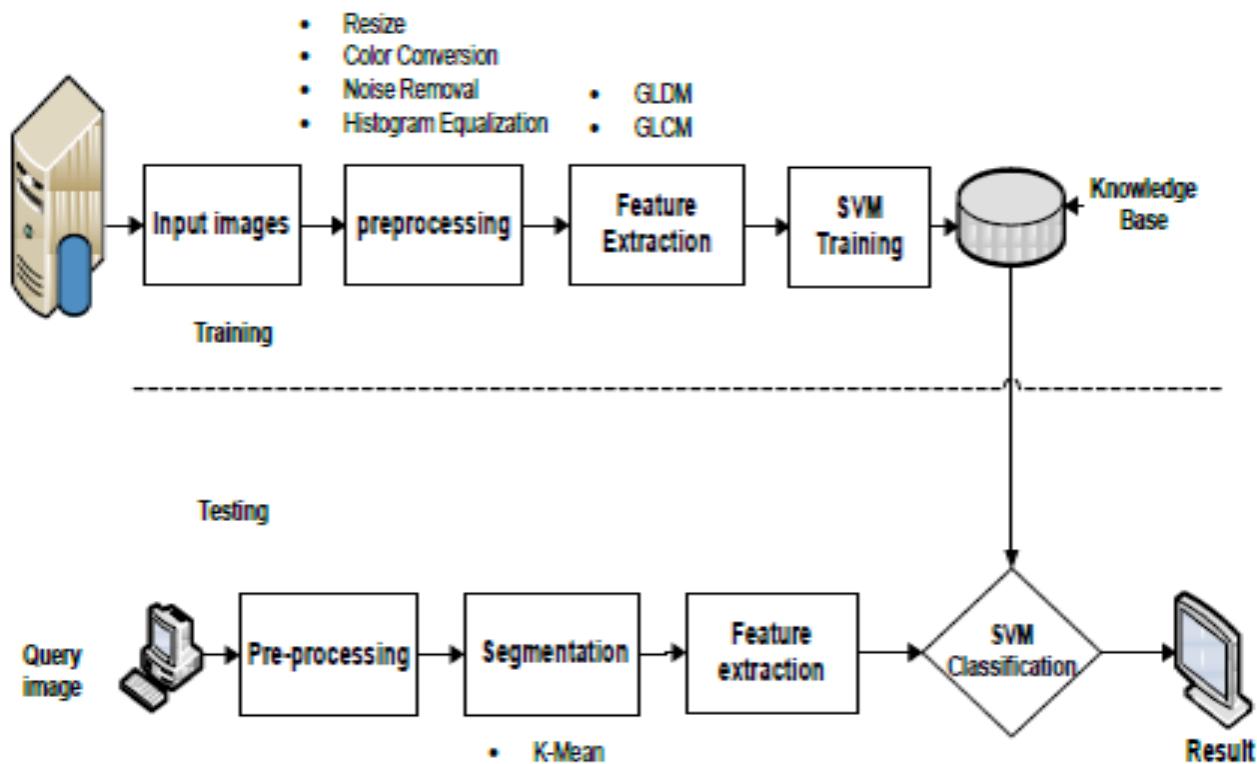 • Resize
• Color Conversion
• Noise Removal
• Histogram Equalization
• GLDM
• GLCM
Input images
preprocessing
Feature
Extraction
SVM
Training
Knowledge
Base
Training
Testing
Query
image
Pre-processing
Segmentation
• K-Mean
Feature
extraction
SVM
Classification
Result